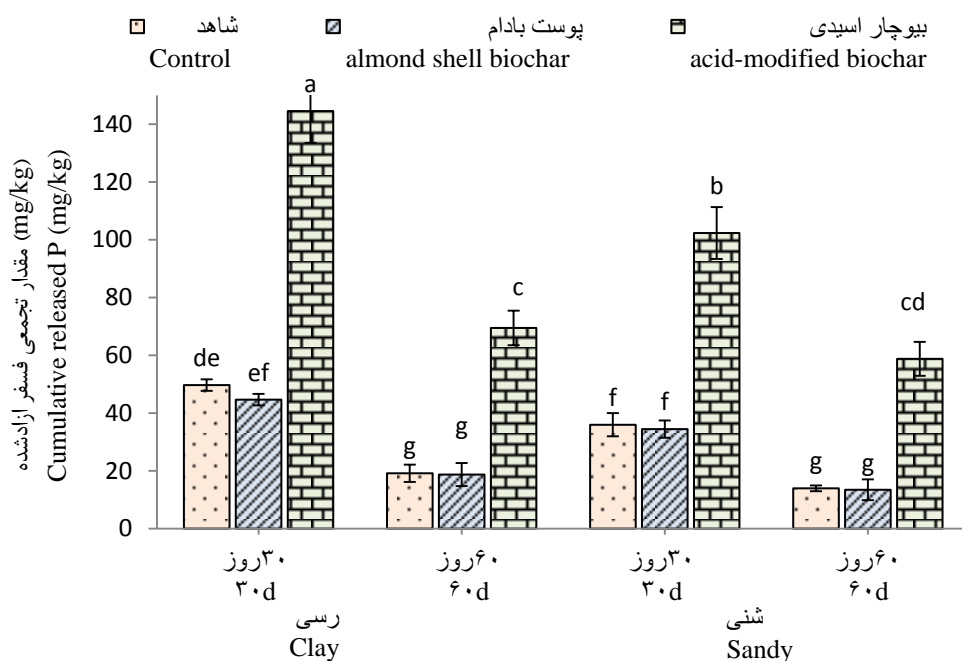 شاهد
Control
پوست بادام
almond shell biochar
بیوچار اسیدی
acid-modified biochar
مقدار تجمعی فسفر ازادشده (mg/kg)
Cumulative released P (mg/kg)
140
120
100
80
60
40
20
0
de
ef
a
g
g
c
f
f
b
g
g
cd
۳۰روز
۳۰d
۶۰روز
۶۰d
۳۰روز
۳۰d
۶۰روز
۶۰d
رسی
Clay
شنی
Sandy